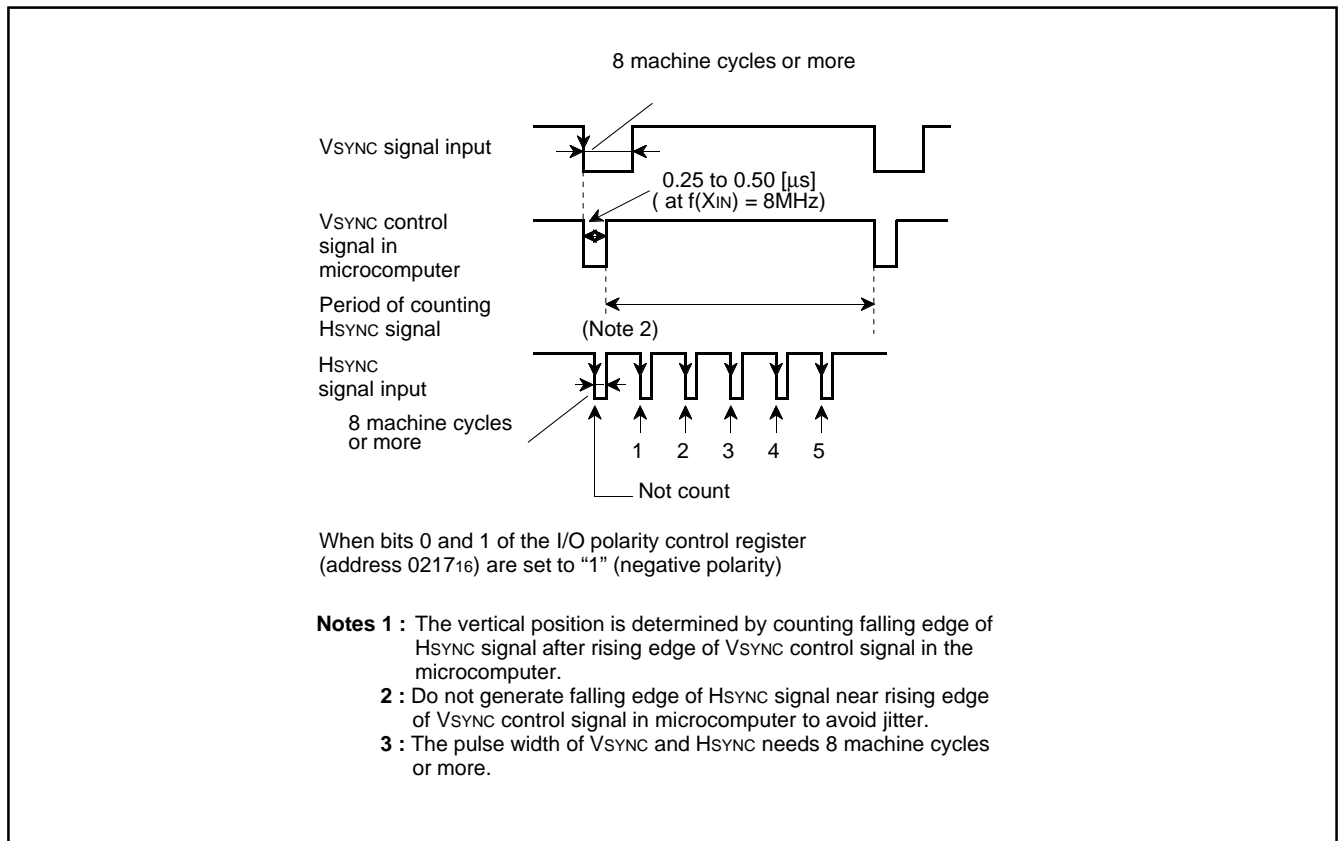 8 machine cycles or more
VSYNC signal input
0.25 to 0.50 [µs]
( at f(XIN) = 8MHz)
VSYNC control
signal in
microcomputer
Period of counting
HSYNC signal
(Note 2)
HSYNC
signal input
8 machine cycles
or more
1 2 3 4 5
Not count
When bits 0 and 1 of the I/O polarity control register
(address 021716) are set to “1” (negative polarity)
Notes 1 : The vertical position is determined by counting falling edge of
HSYNC signal after rising edge of VSYNC control signal in the
microcomputer.
2 : Do not generate falling edge of HSYNC signal near rising edge
of VSYNC control signal in microcomputer to avoid jitter.
3 : The pulse width of VSYNC and HSYNC needs 8 machine cycles
or more.